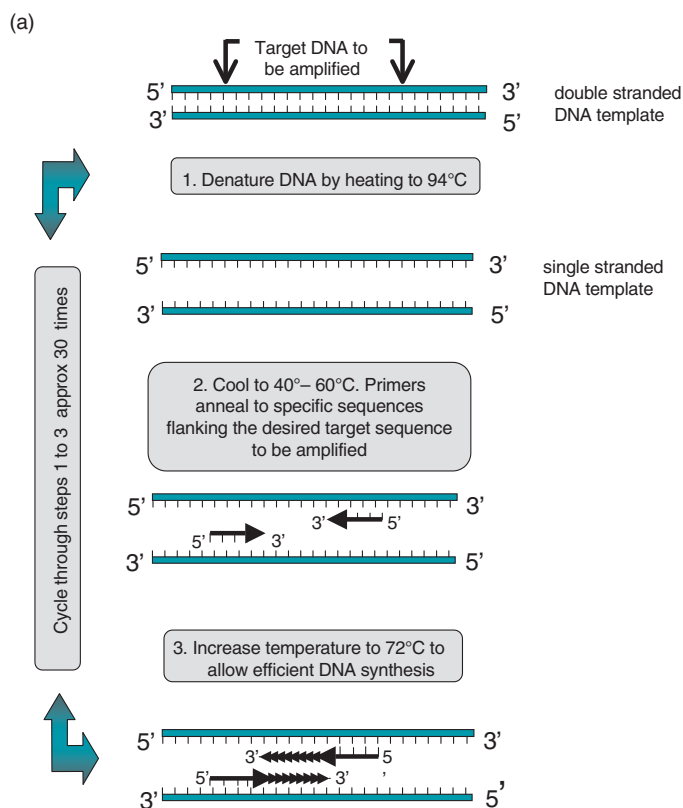 (a)
Target DNA to
be amplified
5’ 3’
3’ 5’
double stranded
DNA template
1. Denature DNA by heating to 94°C
5’ 3’
3’ 5’
single stranded
DNA template
Cycle through steps 1 to 3 approx 30 times
2. Cool to 40°– 60°C. Primers
anneal to specific sequences
flanking the desired target sequence
to be amplified
5’ 3’
3’ 5’
5’ 3’
3’ 5’
3. Increase temperature to 72°C to
allow efficient DNA synthesis
5’ 3’
3’ 5
5’ 3’ ’
3’ 5’